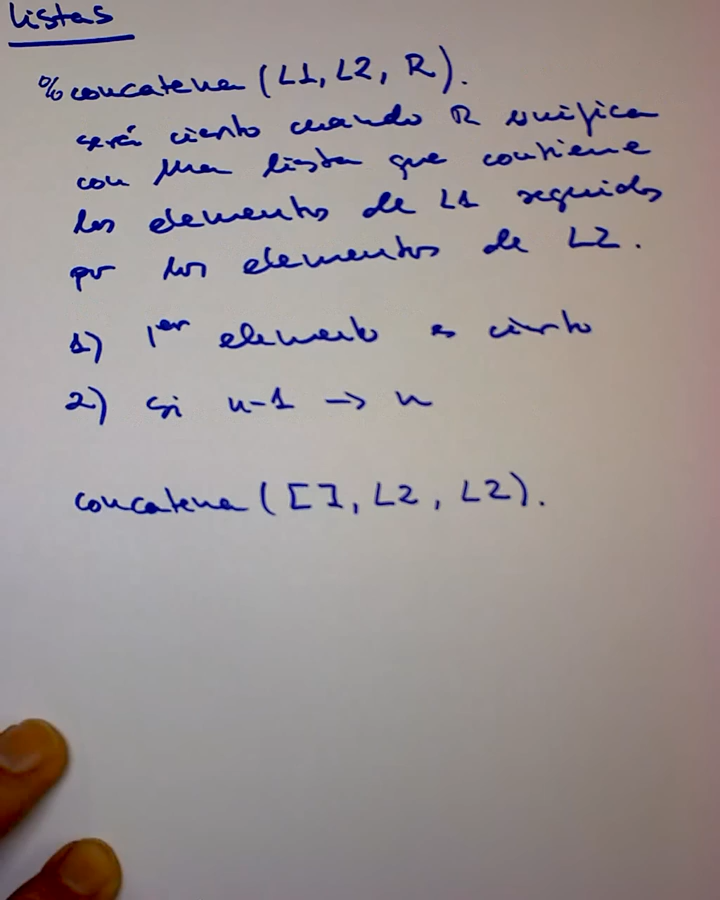 Listas
% concatena (L1, L2, R).
será cierto cuando R unifica
con una lista que contiene
los elementos de L1 seguidos
por los elementos de L2.
1) 1er elemento es cierto
2) si n-1 → n
concatena ([], L2, L2).